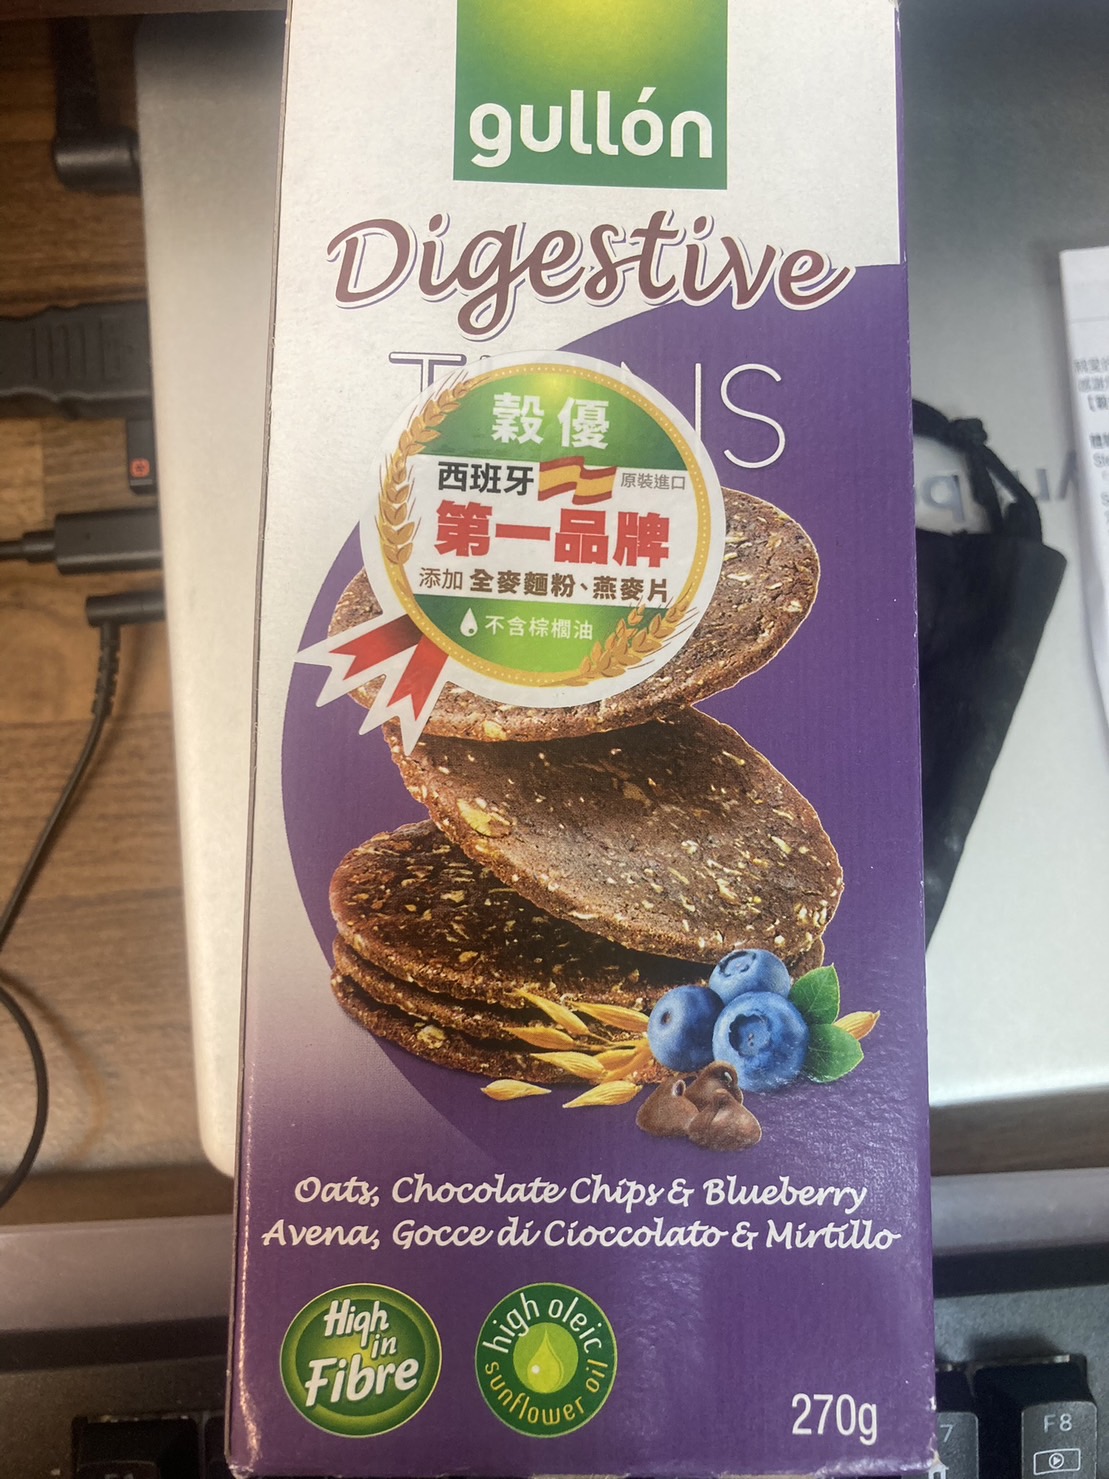 gullón
Digestive
穀優
西班牙
原裝進口
第一品牌
添加 全麥麵粉、燕麥片
不含棕櫚油
Oats, Chocolate Chips & Blueberry
Avena, Gocce di Cioccolato & Mirtillo
High
in
Fibre
high oleic
sunflower oil
270g
7
F8